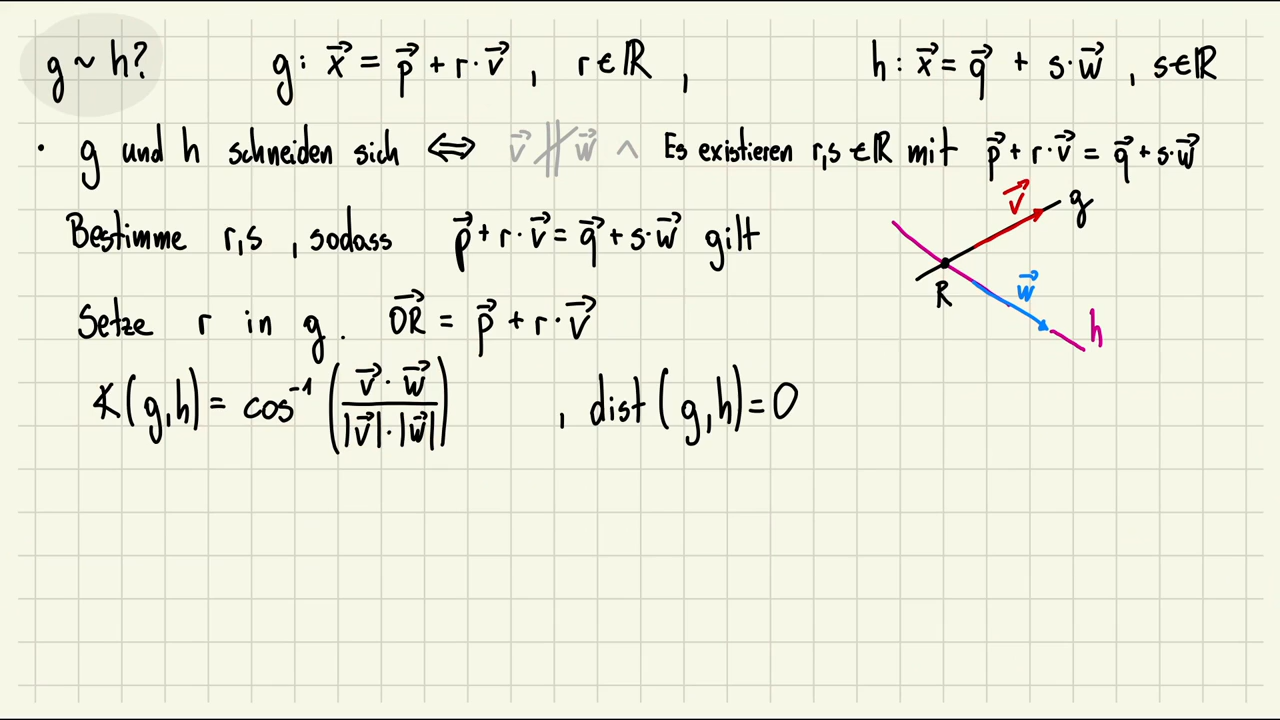 g ~ h? g: x⃗ = p⃗ + r · v⃗ , r ∈ ℝ , h: x⃗ = q⃗ + s · w⃗ , s ∈ ℝ
· g und h schneiden sich ⟺ v⃗ ∦ w⃗ ∧ Es existieren r,s ∈ ℝ mit p⃗ + r · v⃗ = q⃗ + s · w⃗
v⃗ g
Bestimme r,s , sodass p⃗ + r · v⃗ = q⃗ + s · w⃗ gilt
R w⃗
Setze r in g. OR⃗ = p⃗ + r · v⃗
h
∢(g,h) = cos⁻¹ ( (v⃗ · w⃗) / (|v⃗| · |w⃗|) ) , dist(g,h) = 0